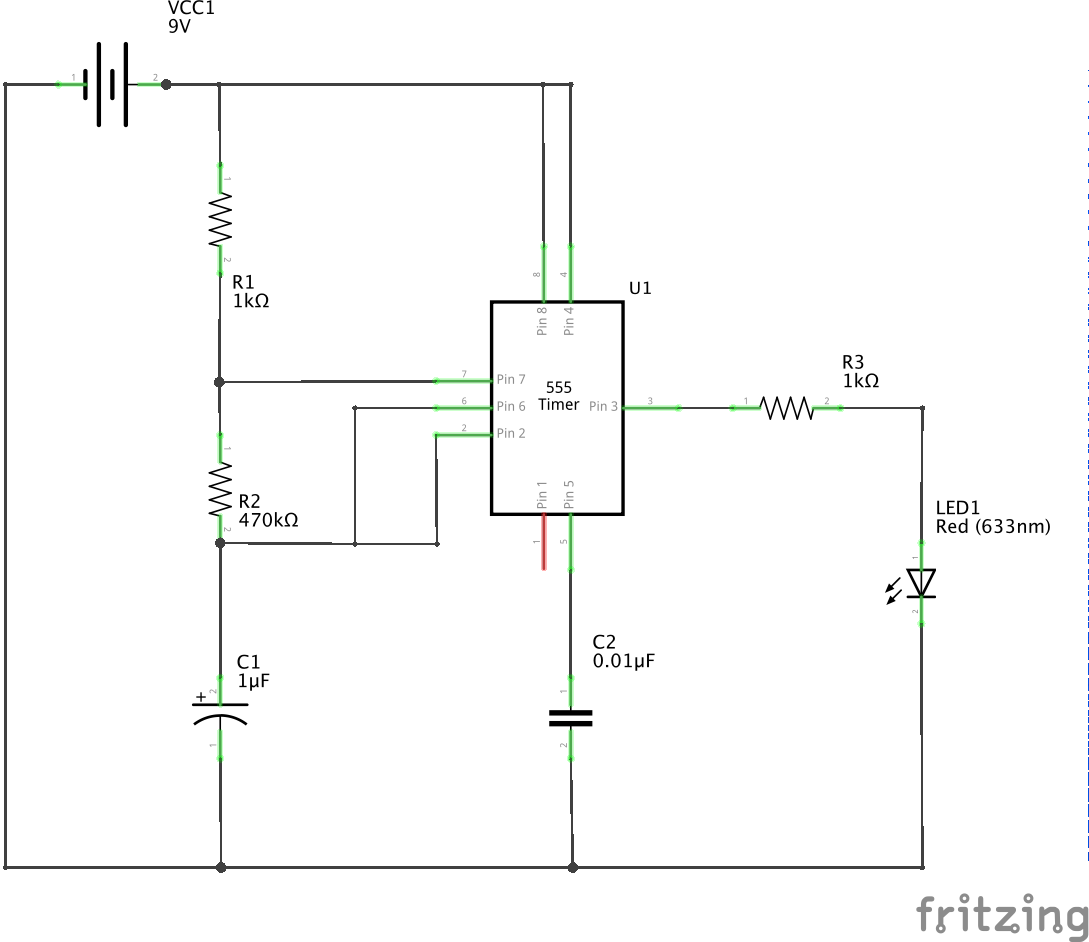 VCC1
9V
1
2
1
2
R1
1kΩ
8
4
U1
Pin 8
Pin 4
7
Pin 7
6
Pin 6
2
Pin 2
555
Timer
Pin 3
3
R3
1kΩ
1
2
1
2
R2
470kΩ
Pin 1
Pin 5
1
5
LED1
Red (633nm)
1
2
C1
1µF
+
2
1
C2
0.01µF
1
2
fritzing